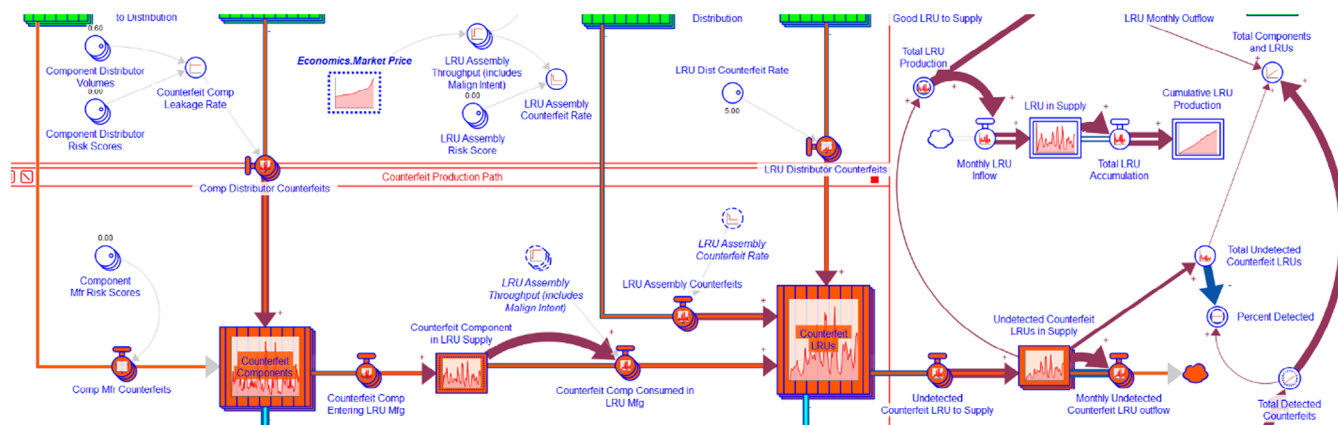 to Distribution
0.60
Component Distributor
Volumes
0.00
Component Distributor
Risk Scores
Counterfeit Comp
Leakage Rate
Economics.Market Price
LRU Assembly
Throughput (includes
Malign Intent)
0.00
LRU Assembly
Risk Score
LRU Assembly
Counterfeit Rate
Distribution
LRU Dist Counterfeit Rate
5.00
Good LRU to Supply
LRU Monthly Outflow
Total LRU
Production
Total Components
and LRUs
LRU in Supply
Cumulative LRU
Production
Monthly LRU
Inflow
Total LRU
Accumulation
Comp Distributor Counterfeits
Counterfeit Production Path
LRU Distributor Counterfeits
0.00
Component
Mfr Risk Scores
LRU Assembly
Throughput (includes
Malign Intent)
LRU Assembly
Counterfeit Rate
LRU Assembly Counterfeits
Total Undetected
Counterfeit LRUs
Percent Detected
Comp Mfr Counterfeits
Counterfeit
Components
Counterfeit Comp
Entering LRU Mfg
Counterfeit Component
in LRU Supply
Counterfeit Comp Consumed in
LRU Mfg
Counterfeit
LRUs
Undetected
Counterfeit LRU to Supply
Undetected Counterfeit
LRUs in Supply
Monthly Undetected
Counterfeit LRU outflow
Total Detected
Counterfeits